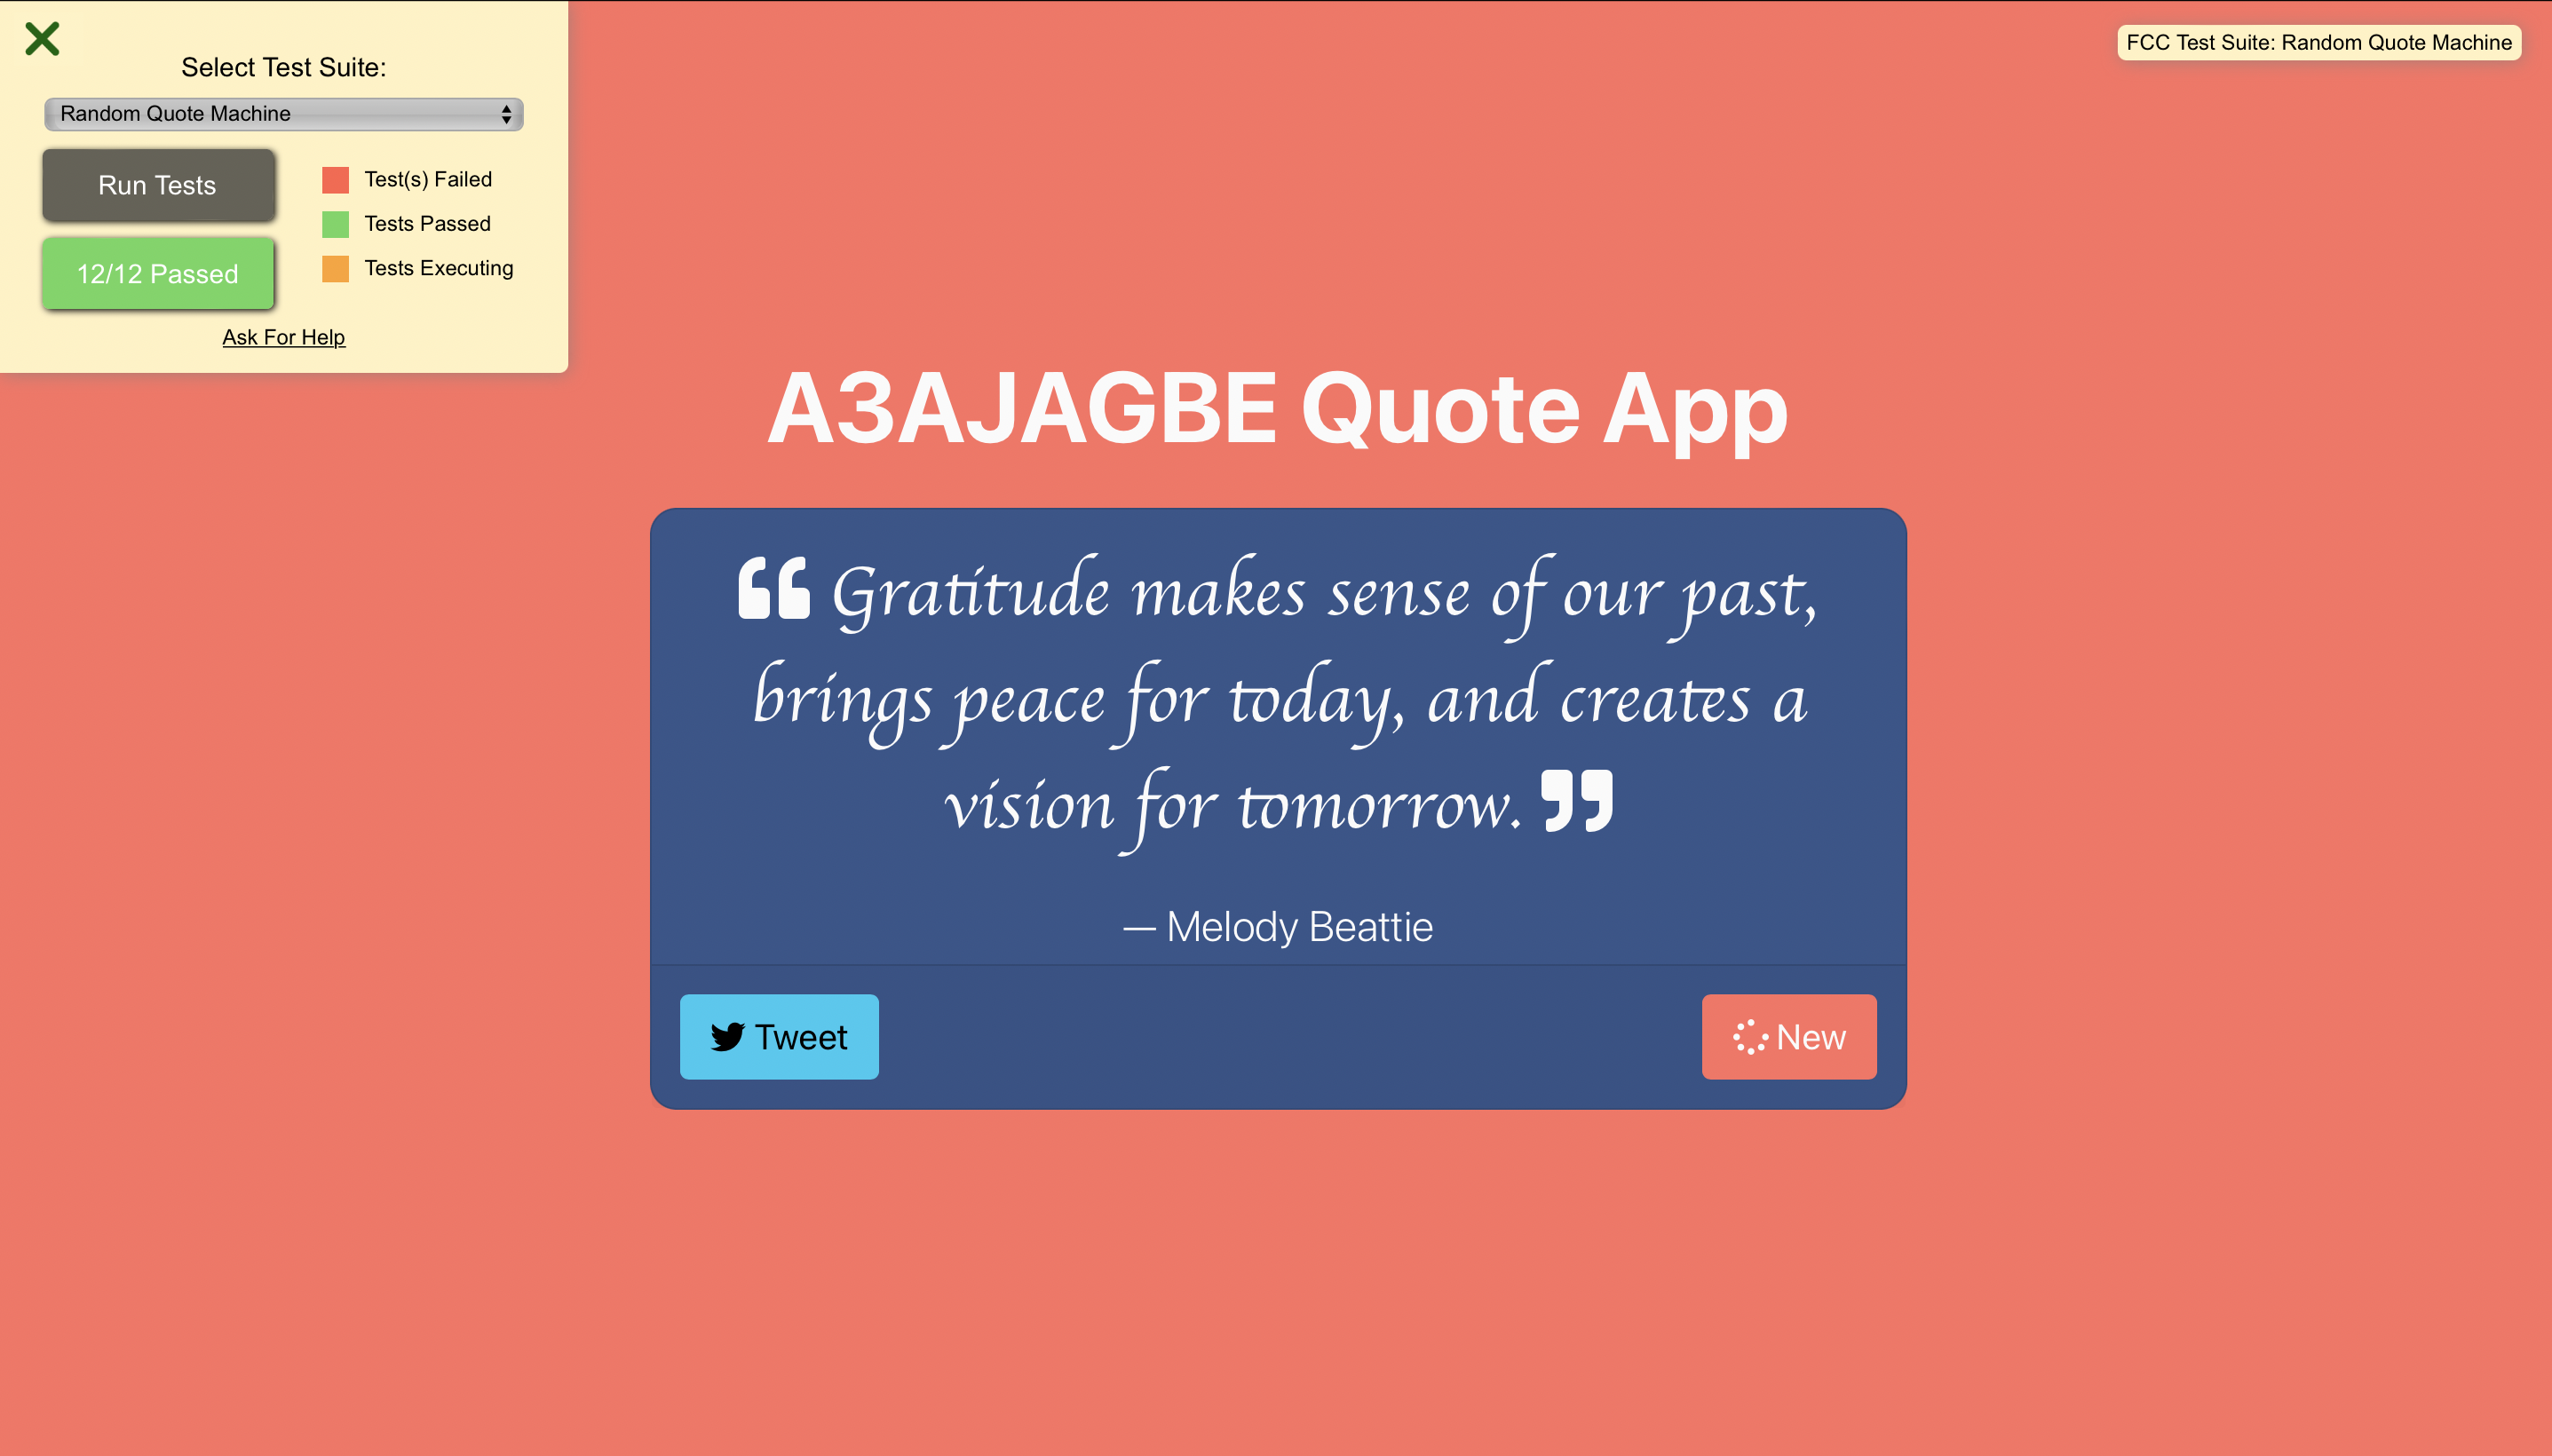 Select Test Suite:
Random Quote Machine
Run Tests
12/12 Passed
Test(s) Failed
Tests Passed
Tests Executing
Ask For Help
FCC Test Suite: Random Quote Machine
A3AJAGBE Quote App
“ Gratitude makes sense of our past,
brings peace for today, and creates a
vision for tomorrow. ”
— Melody Beattie
Tweet
New